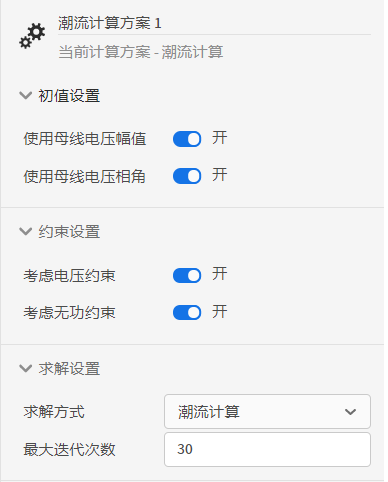 潮流计算方案 1
当前计算方案 - 潮流计算
初值设置
使用母线电压幅值 开
使用母线电压相角 开
约束设置
考虑电压约束 开
考虑无功约束 开
求解设置
求解方式 潮流计算
最大迭代次数 30